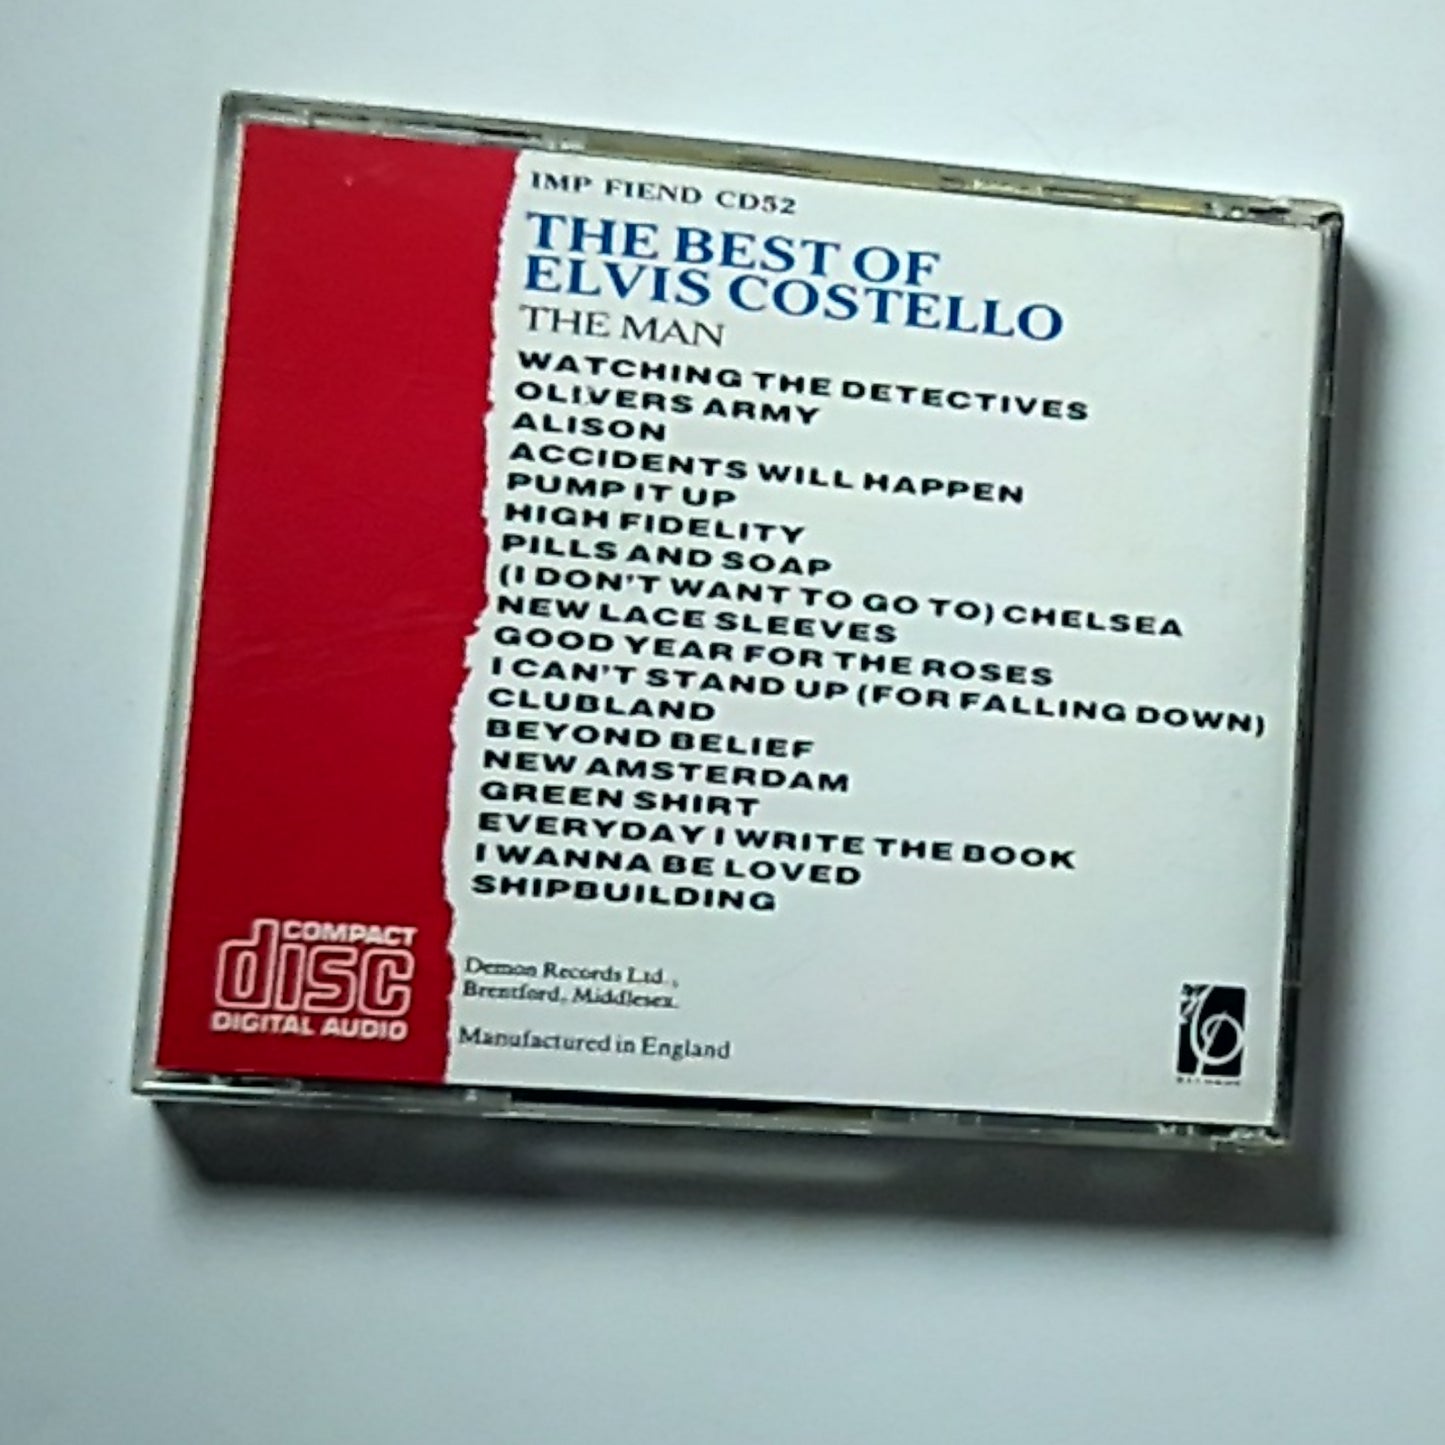 IMP FIEND CD52
THE BEST OF
ELVIS COSTELLO
THE MAN
WATCHING THE DETECTIVES
OLIVERS ARMY
ALISON
ACCIDENTS WILL HAPPEN
PUMP IT UP
HIGH FIDELITY
PILLS AND SOAP
(I DON'T WANT TO GO TO) CHELSEA
NEW LACE SLEEVES
GOOD YEAR FOR THE ROSES
I CAN'T STAND UP (FOR FALLING DOWN)
CLUBLAND
BEYOND BELIEF
NEW AMSTERDAM
GREEN SHIRT
EVERYDAY I WRITE THE BOOK
I WANNA BE LOVED
SHIPBUILDING
COMPACT
disc
DIGITAL AUDIO
Demon Records Ltd.,
Brentford, Middlesex.
Manufactured in England